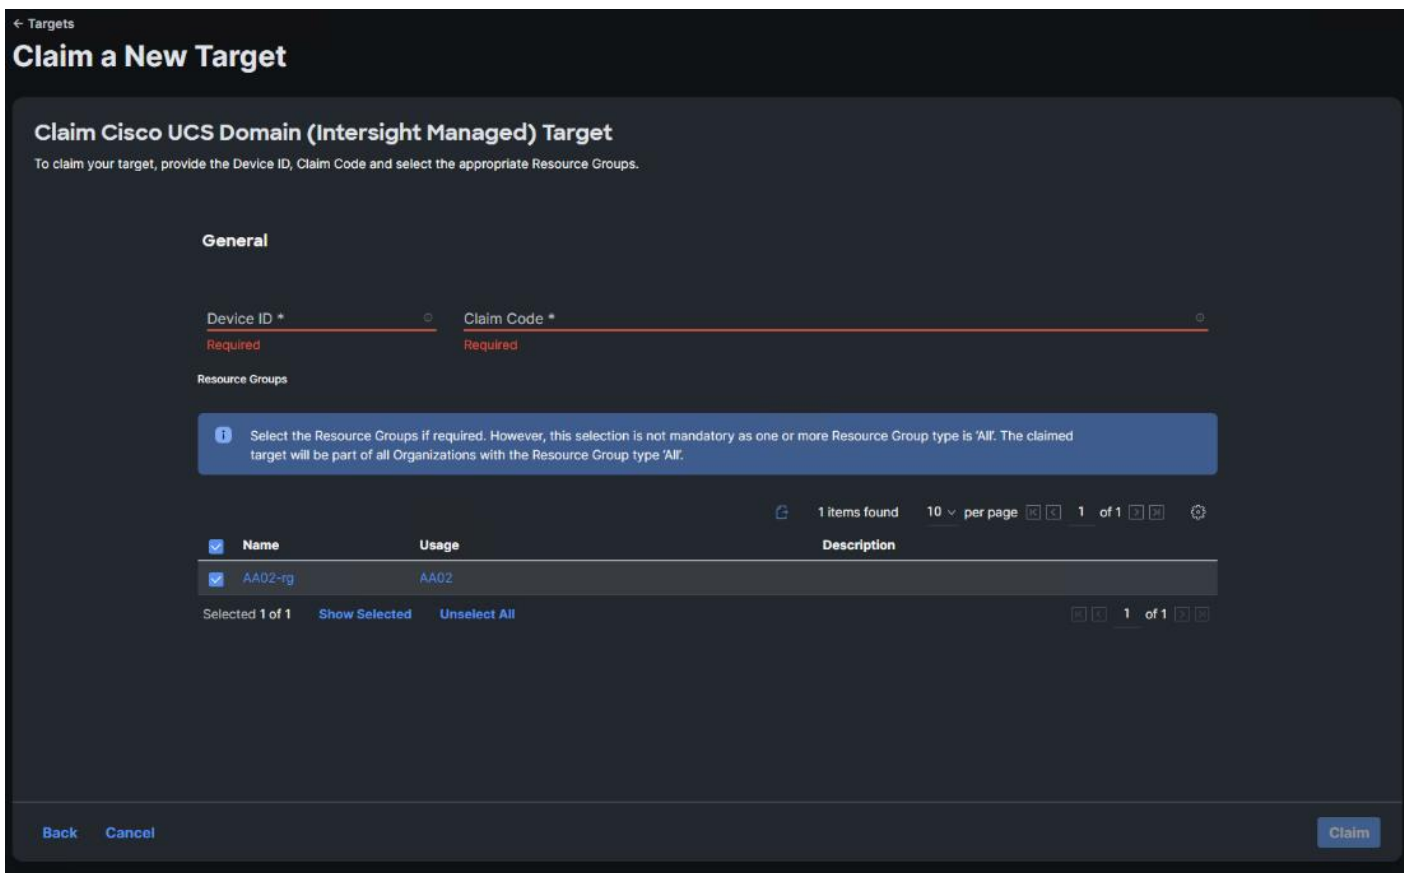 ← Targets
Claim a New Target
Claim Cisco UCS Domain (Intersight Managed) Target
To claim your target, provide the Device ID, Claim Code and select the appropriate Resource Groups.
General
Device ID * Claim Code *
Required Required
Resource Groups
Select the Resource Groups if required. However, this selection is not mandatory as one or more Resource Group type is 'All'. The claimed
target will be part of all Organizations with the Resource Group type 'All'.
1 items found 10 per page 1 of 1
Name Usage Description
AA02-rg AA02
Selected 1 of 1 Show Selected Unselect All 1 of 1
Back Cancel Claim